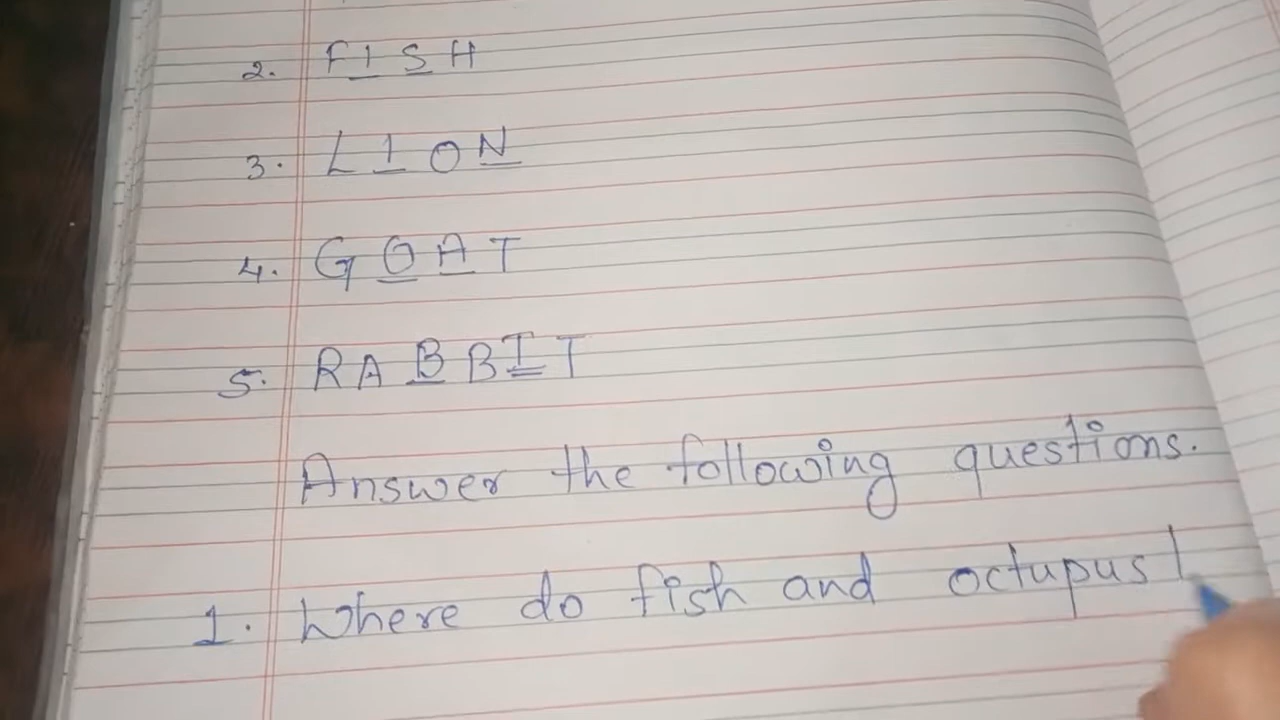 2. FISH
3. LION
4. GOAT
5. RABBIT
Answer the following questions.
1. Where do fish and octupus l